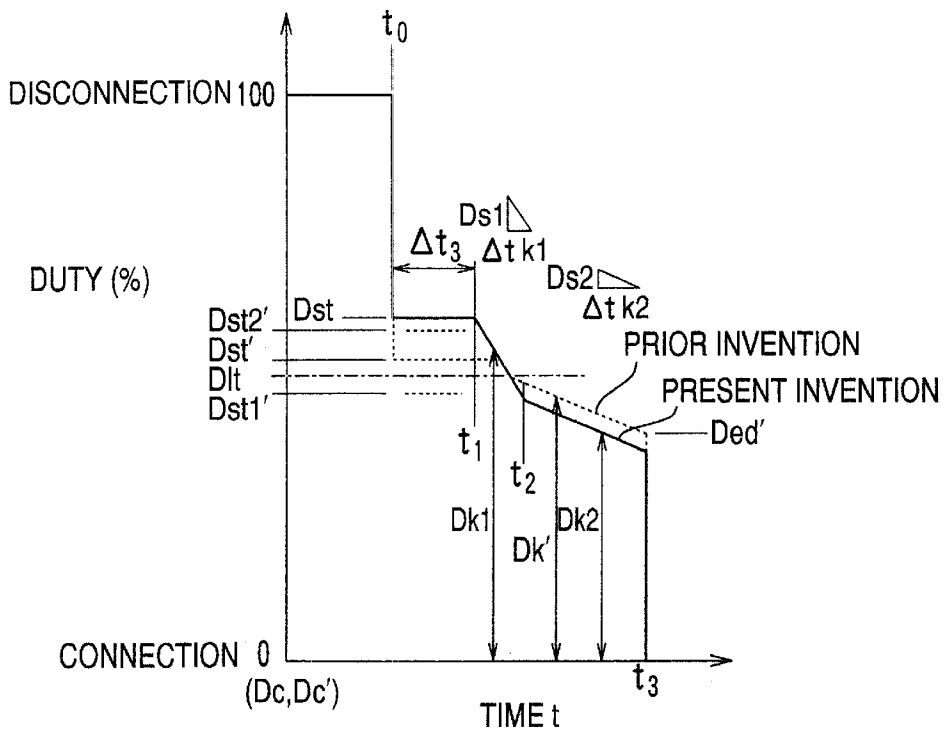 t0
DISCONNECTION 100
Ds1
Δt k1
Δt3
Ds2
Δt k2
DUTY (%)
Dst
Dst2′
Dst′
Dlt
Dst1′
PRIOR INVENTION
PRESENT INVENTION
Ded′
t1
t2
Dk1
Dk′
Dk2
CONNECTION 0
(Dc,Dc′)
t3
TIME t